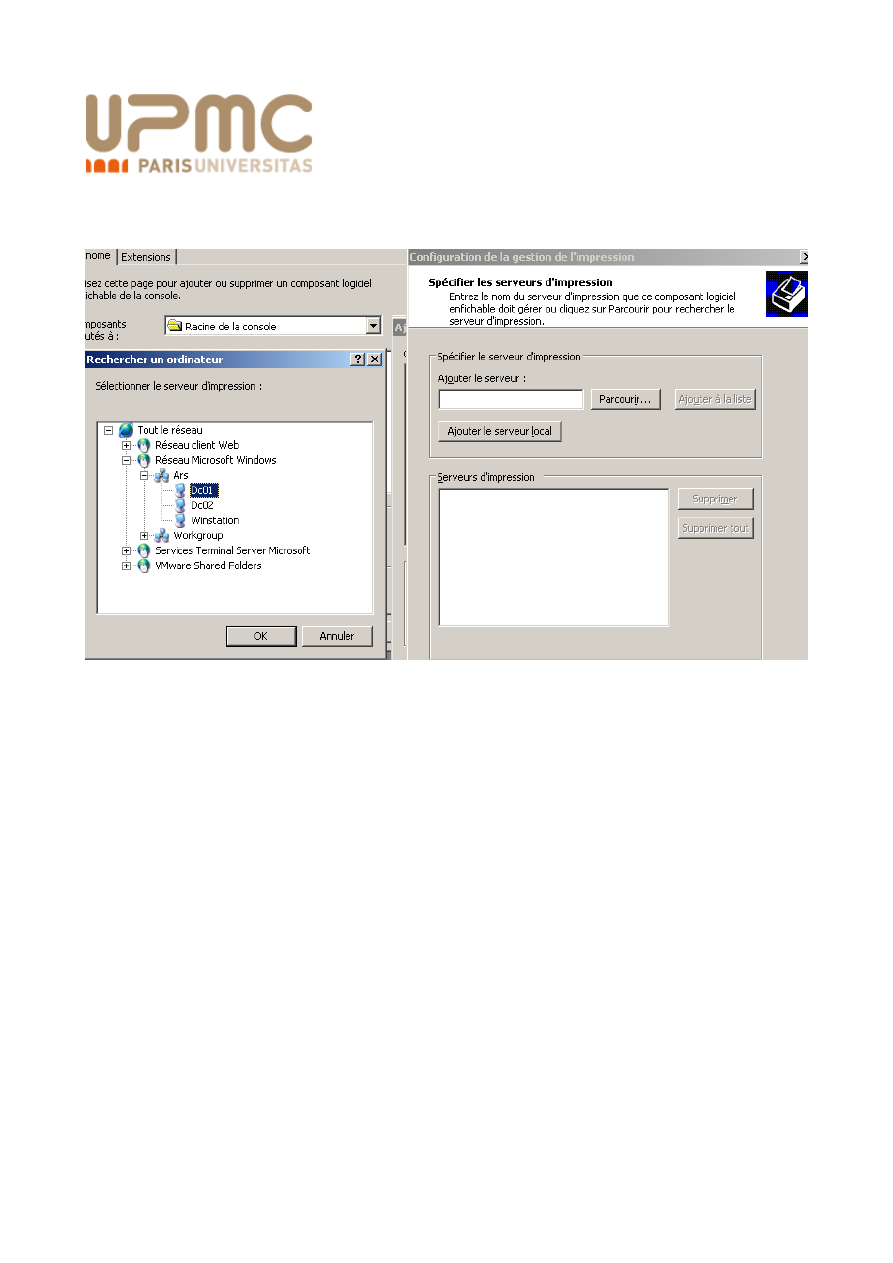 UPMC
PARISUNIVERSITAS
nome
Extensions
isez cette page pour ajouter ou supprimer un composant logiciel
fichable de la console.
mposants
utés à :
Racine de la console
Aj
Rechercher un ordinateur
Sélectionner le serveur d'impression :
Tout le réseau
Réseau client Web
Réseau Microsoft Windows
Ars
Dc01
Dc02
Winstation
Workgroup
Services Terminal Server Microsoft
VMware Shared Folders
OK
Annuler
Configuration de la gestion de l'impression
Spécifier les serveurs d'impression
Entrez le nom du serveur d'impression que ce composant logiciel
enfichable doit gérer ou cliquez sur Parcourir pour rechercher le
serveur d'impression.
Spécifier le serveur d'impression
Ajouter le serveur :
Parcourir...
Ajouter à la liste
Ajouter le serveur local
Serveurs d'impression
Supprimer
Supprimer tout